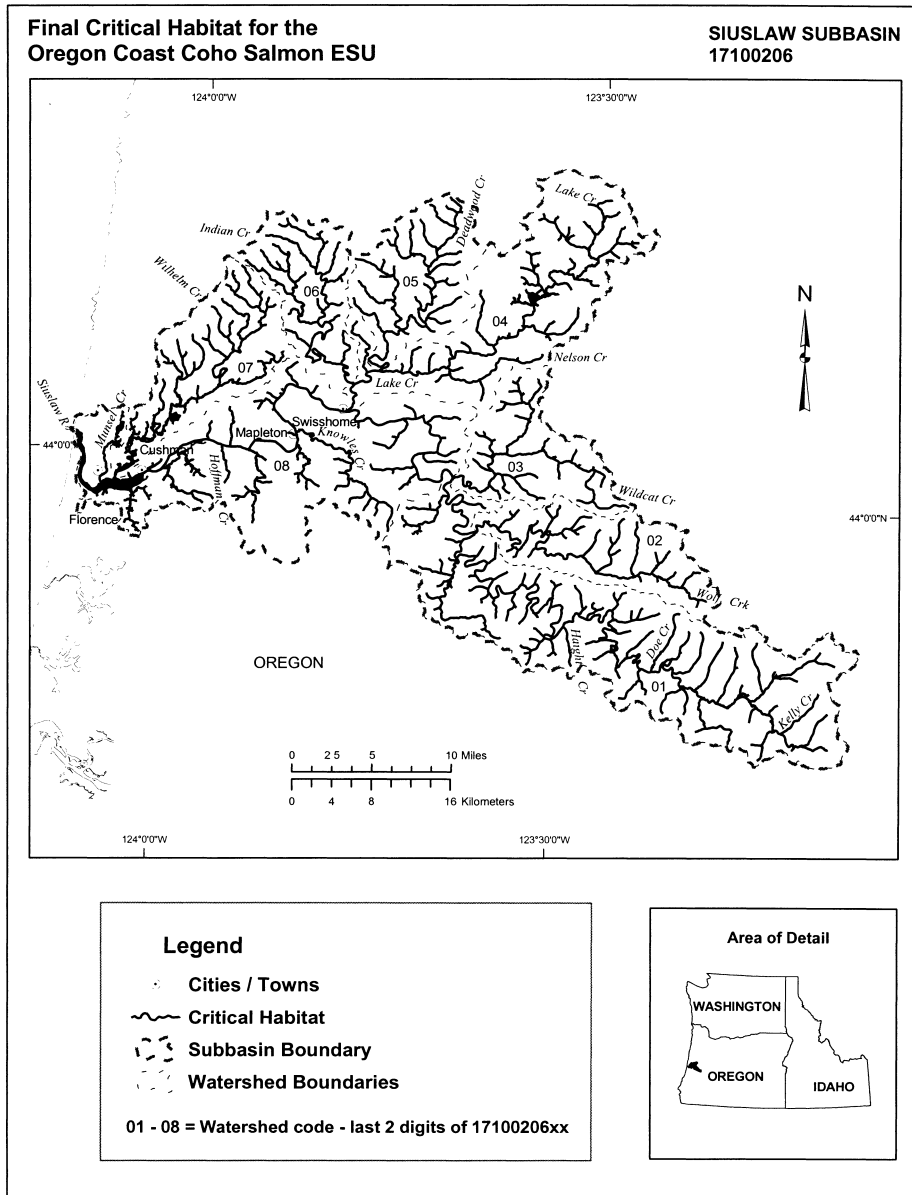 Final Critical Habitat for the
Oregon Coast Coho Salmon ESU
SIUSLAW SUBBASIN
17100206
124°0'0"W
123°30'0"W
Lake Cr
Deadwood Cr
Indian Cr
Wilhelm Cr
05
06
04
N
Nelson Cr
07
Lake Cr
Siuslaw R
Munsel Cr
Swisshome
44°0'0"
Mapleton
Knowles Cr
Cushman
08
03
Hoffman Cr
Wildcat Cr
Florence
44°0'0"N
02
Wolf Crk
Doe Cr
Haight Cr
OREGON
01
Kelly Cr
0 2 5 5 10 Miles
0 4 8 16 Kilometers
124°0'0"W
123°30'0"W
Legend
Cities / Towns
Critical Habitat
Subbasin Boundary
Watershed Boundaries
01 - 08 = Watershed code - last 2 digits of 17100206xx
Area of Detail
WASHINGTON
OREGON
IDAHO